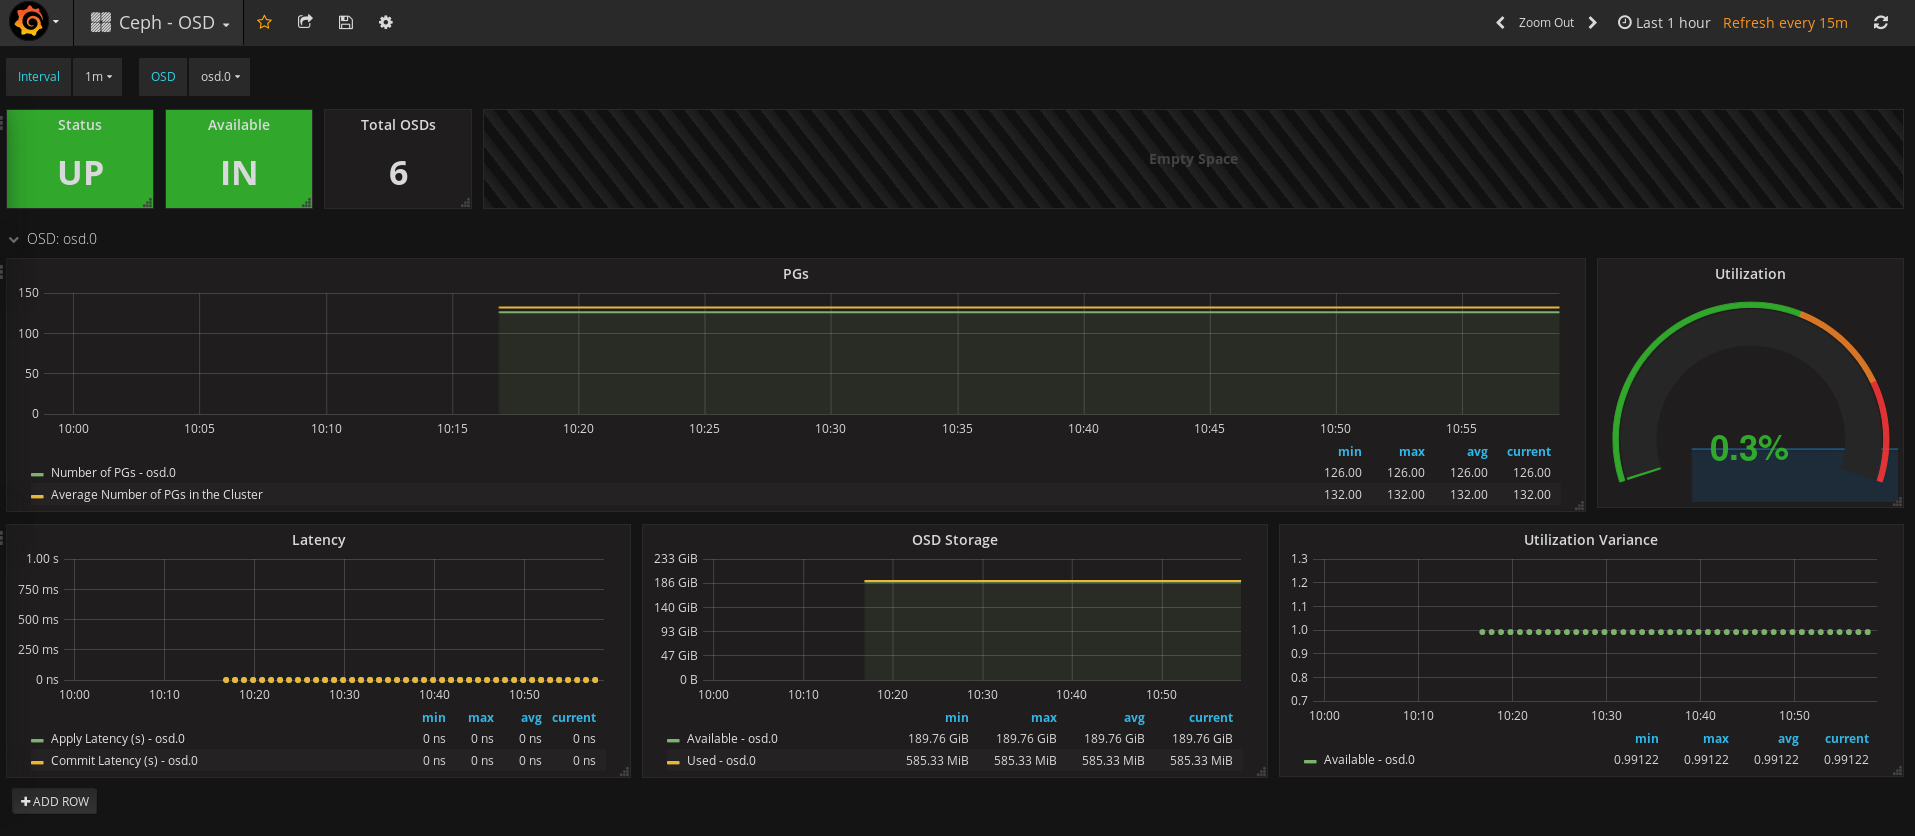 Ceph - OSD
Zoom Out Last 1 hour Refresh every 15m
Interval 1m OSD osd.0
Status Available Total OSDs
UP IN 6
Empty Space
OSD: osd.0
PGs
150
100
50
0
10:00 10:05 10:10 10:15 10:20 10:25 10:30 10:35 10:40 10:45 10:50 10:55
min max avg current
Number of PGs - osd.0 126.00 126.00 126.00 126.00
Average Number of PGs in the Cluster 132.00 132.00 132.00 132.00
Utilization
0.3%
Latency
1.00 s
750 ms
500 ms
250 ms
0 ns
10:00 10:10 10:20 10:30 10:40 10:50
min max avg current
Apply Latency (s) - osd.0 0 ns 0 ns 0 ns 0 ns
Commit Latency (s) - osd.0 0 ns 0 ns 0 ns 0 ns
OSD Storage
233 GiB
186 GiB
140 GiB
93 GiB
47 GiB
0 B
10:00 10:10 10:20 10:30 10:40 10:50
min max avg current
Available - osd.0 189.76 GiB 189.76 GiB 189.76 GiB 189.76 GiB
Used - osd.0 585.33 MiB 585.33 MiB 585.33 MiB 585.33 MiB
Utilization Variance
1.3
1.2
1.1
1.0
0.9
0.8
0.7
10:00 10:10 10:20 10:30 10:40 10:50
min max avg current
Available - osd.0 0.99122 0.99122 0.99122 0.99122
ADD ROW